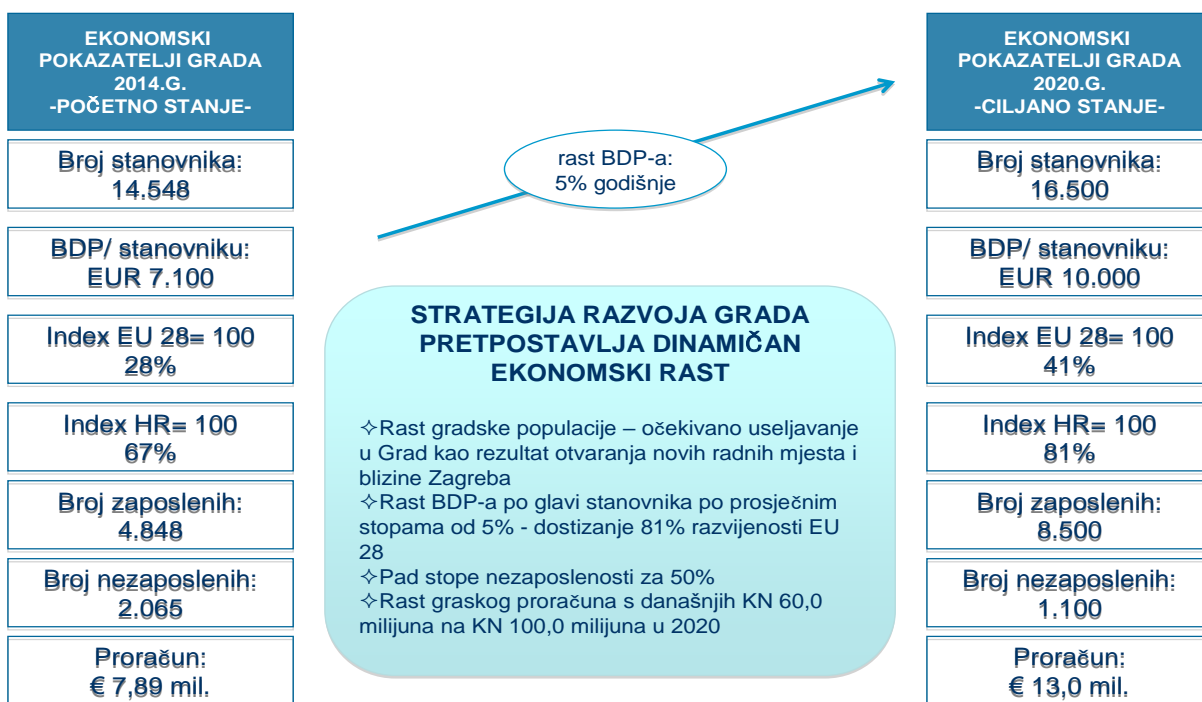 EKONOMSKI
POKAZATELJI GRADA
2014.G.
-POČETNO STANJE-
Broj stanovnika:
14.548
BDP/ stanovniku:
EUR 7.100
Index EU 28= 100
28%
Index HR= 100
67%
Broj zaposlenih:
4.848
Broj nezaposlenih:
2.065
Proračun:
€ 7,89 mil.
rast BDP-a:
5% godišnje
STRATEGIJA RAZVOJA GRADA
PRETPOSTAVLJA DINAMIČAN
EKONOMSKI RAST
✧Rast gradske populacije – očekivano useljavanje
u Grad kao rezultat otvaranja novih radnih mjesta i
blizine Zagreba
✧Rast BDP-a po glavi stanovnika po prosječnim
stopama od 5% - dostizanje 81% razvijenosti EU
28
✧Pad stope nezaposlenosti za 50%
✧Rast graskog proračuna s današnjih KN 60,0
milijuna na KN 100,0 milijuna u 2020
EKONOMSKI
POKAZATELJI GRADA
2020.G.
-CILJANO STANJE-
Broj stanovnika:
16.500
BDP/ stanovniku:
EUR 10.000
Index EU 28= 100
41%
Index HR= 100
81%
Broj zaposlenih:
8.500
Broj nezaposlenih:
1.100
Proračun:
€ 13,0 mil.